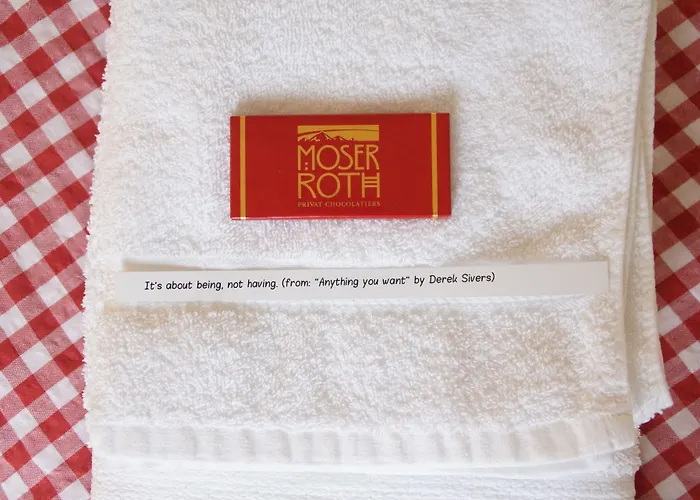 MOSER
ROTH
PRIVAT CHOCOLATIERS
It's about being, not having. (from: "Anything you want" by Derek Sivers)